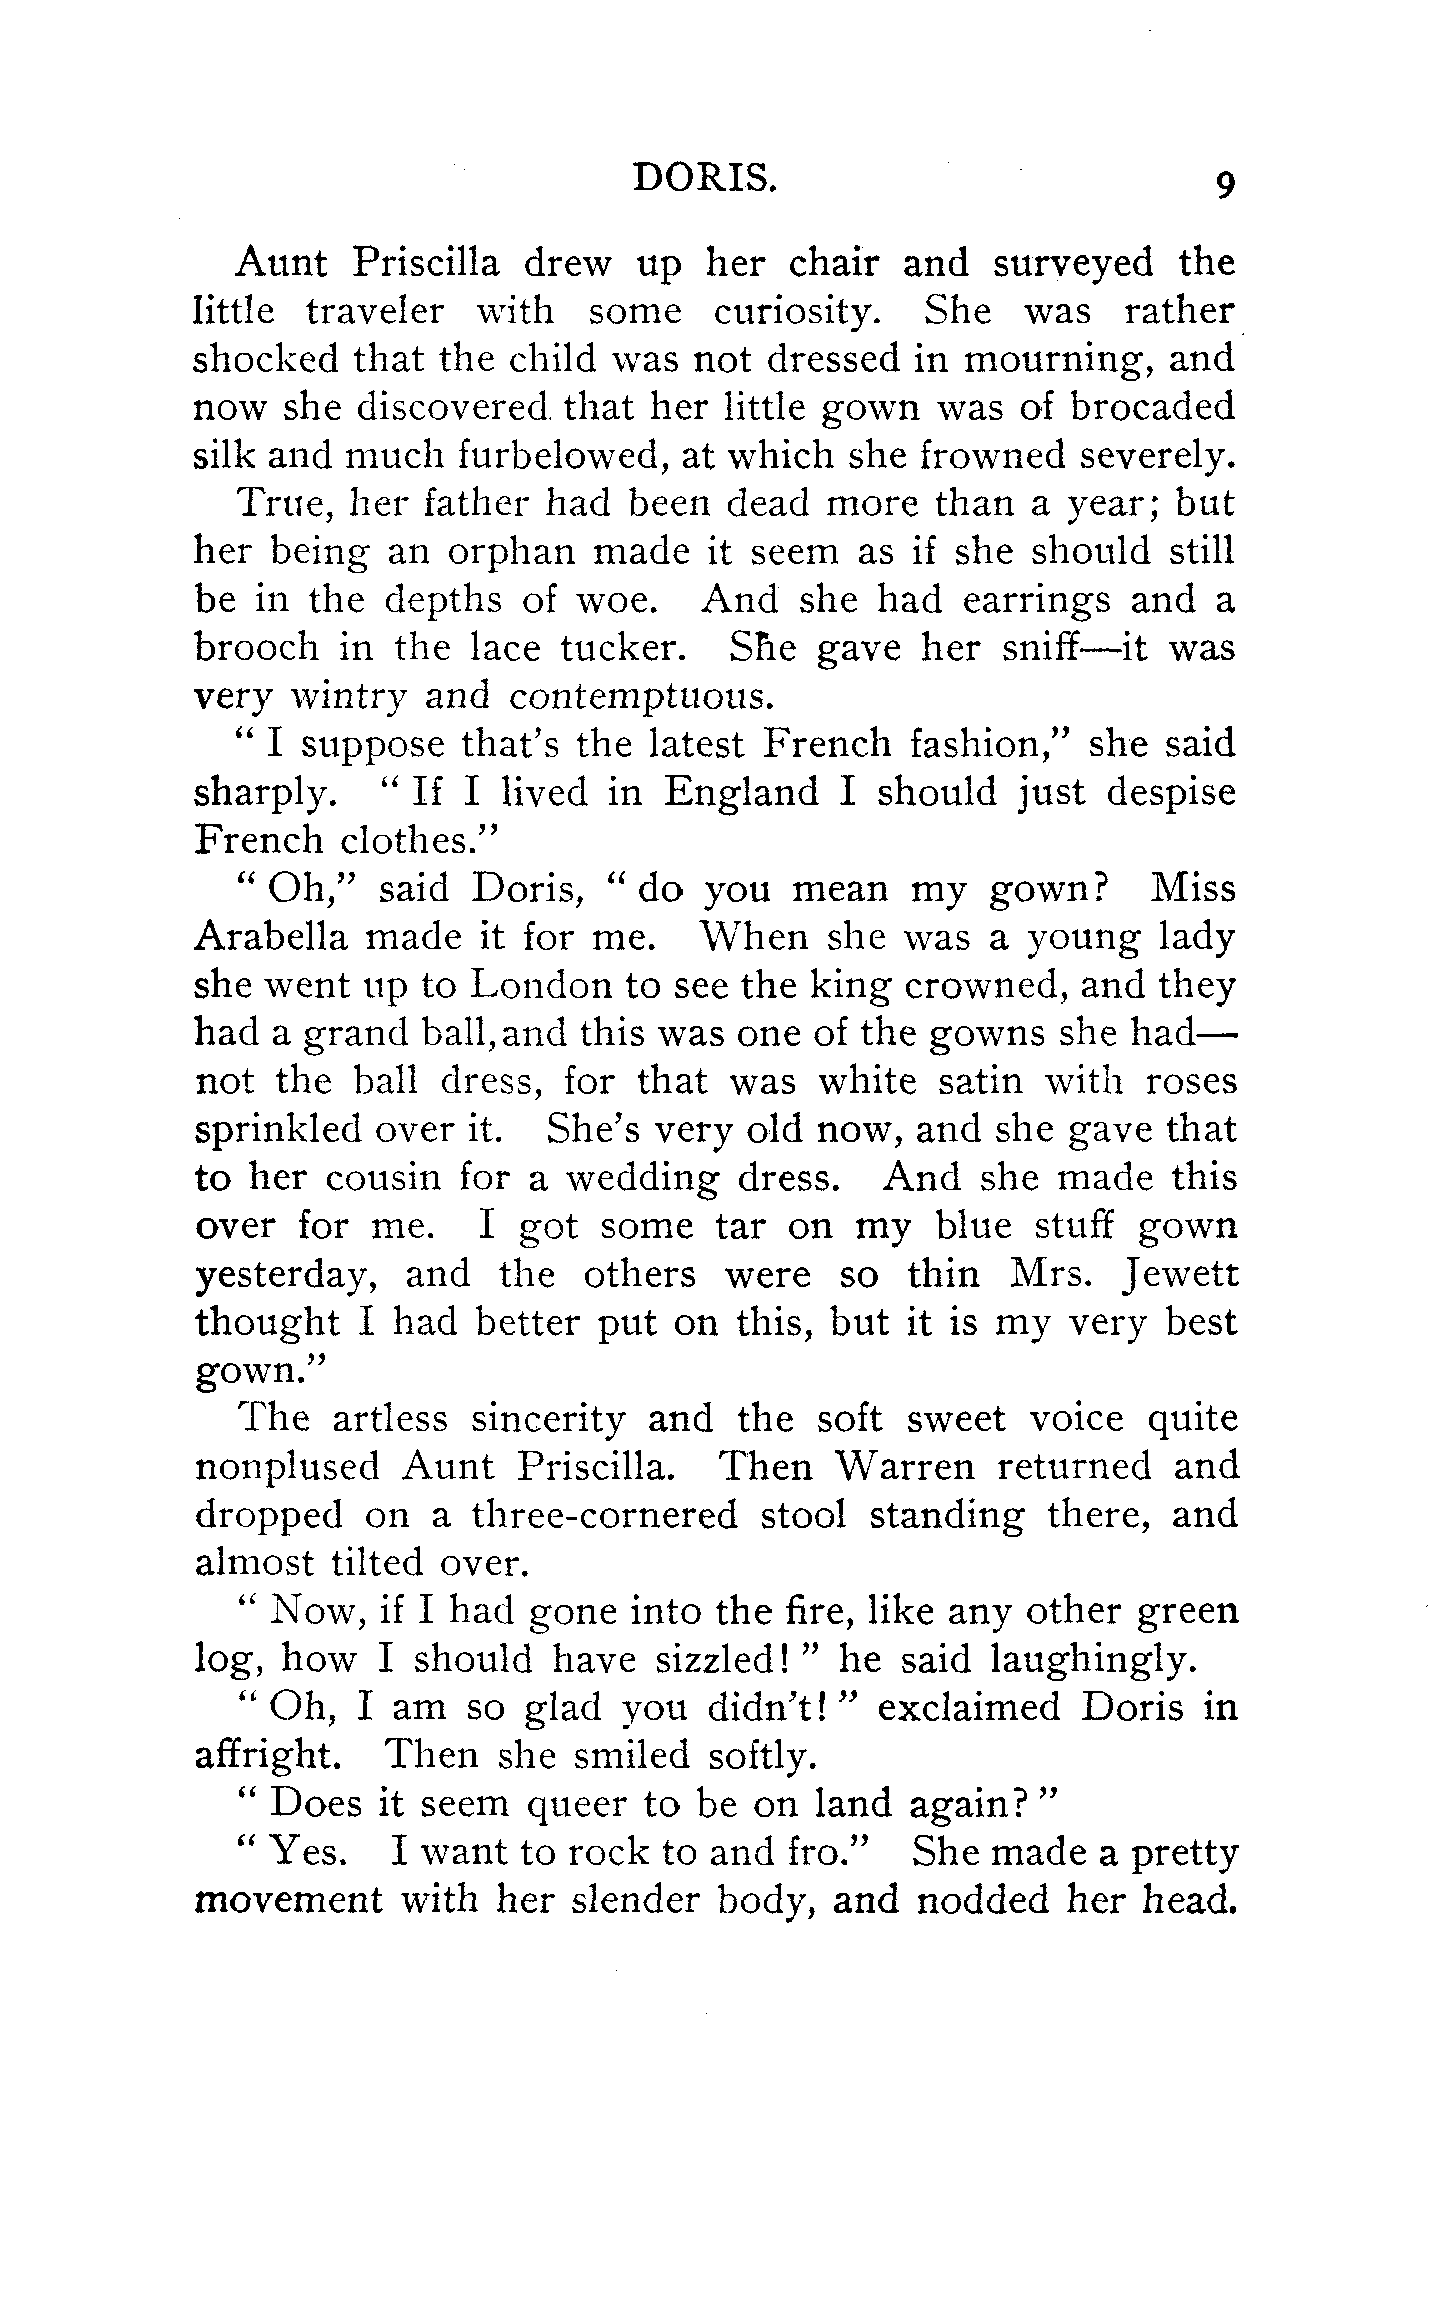 DORIS. 9
Aunt Priscilla drew up her chair and surveyed the
little traveler with some curiosity. She was rather
shocked that the child was not dressed in mourning, and
now she discovered that her little gown was of brocaded
silk and much furbelowed, at which she frowned severely.
True, her father had been dead more than a year; but
her being an orphan made it seem as if she should still
be in the depths of woe. And she had earrings and a
brooch in the lace tucker. She gave her sniff—it was
very wintry and contemptuous.
“ I suppose that’s the latest French fashion,” she said
sharply. “ If I lived in England I should just despise
French clothes.”
“ Oh,” said Doris, “ do you mean my gown? Miss
Arabella made it for me. When she was a young lady
she went up to London to see the king crowned, and they
had a grand ball, and this was one of the gowns she had—
not the ball dress, for that was white satin with roses
sprinkled over it. She’s very old now, and she gave that
to her cousin for a wedding dress. And she made this
over for me. I got some tar on my blue stuff gown
yesterday, and the others were so thin Mrs. Jewett
thought I had better put on this, but it is my very best
gown.”
The artless sincerity and the soft sweet voice quite
nonplused Aunt Priscilla. Then Warren returned and
dropped on a three-cornered stool standing there, and
almost tilted over.
“ Now, if I had gone into the fire, like any other green
log, how I should have sizzled! ” he said laughingly.
“ Oh, I am so glad you didn’t! ” exclaimed Doris in
affright. Then she smiled softly.
“ Does it seem queer to be on land again? ”
“ Yes. I want to rock to and fro.” She made a pretty
movement with her slender body, and nodded her head.